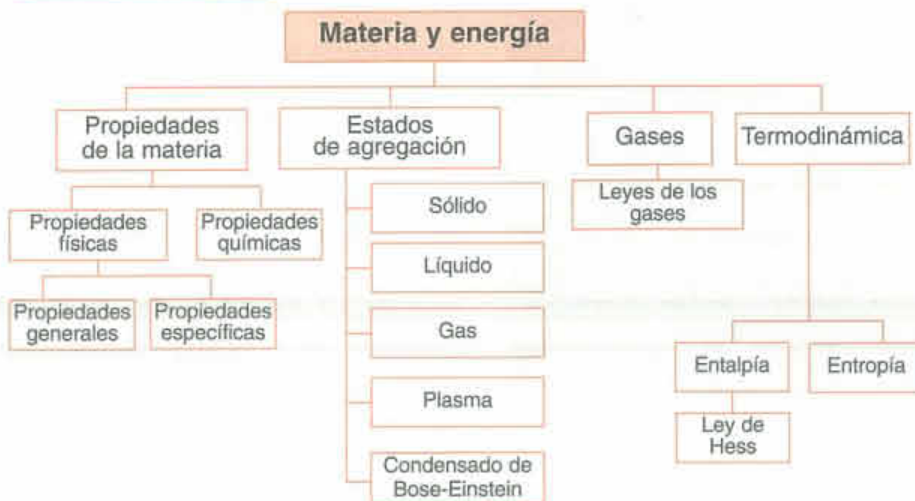 Materia y energía
Propiedades
de la materia
Estados
de agregación
Gases
Termodinámica
Propiedades
físicas
Propiedades
químicas
Propiedades
generales
Propiedades
específicas
Sólido
Líquido
Gas
Plasma
Condensado de
Bose-Einstein
Leyes de los
gases
Entalpía
Entropía
Ley de
Hess